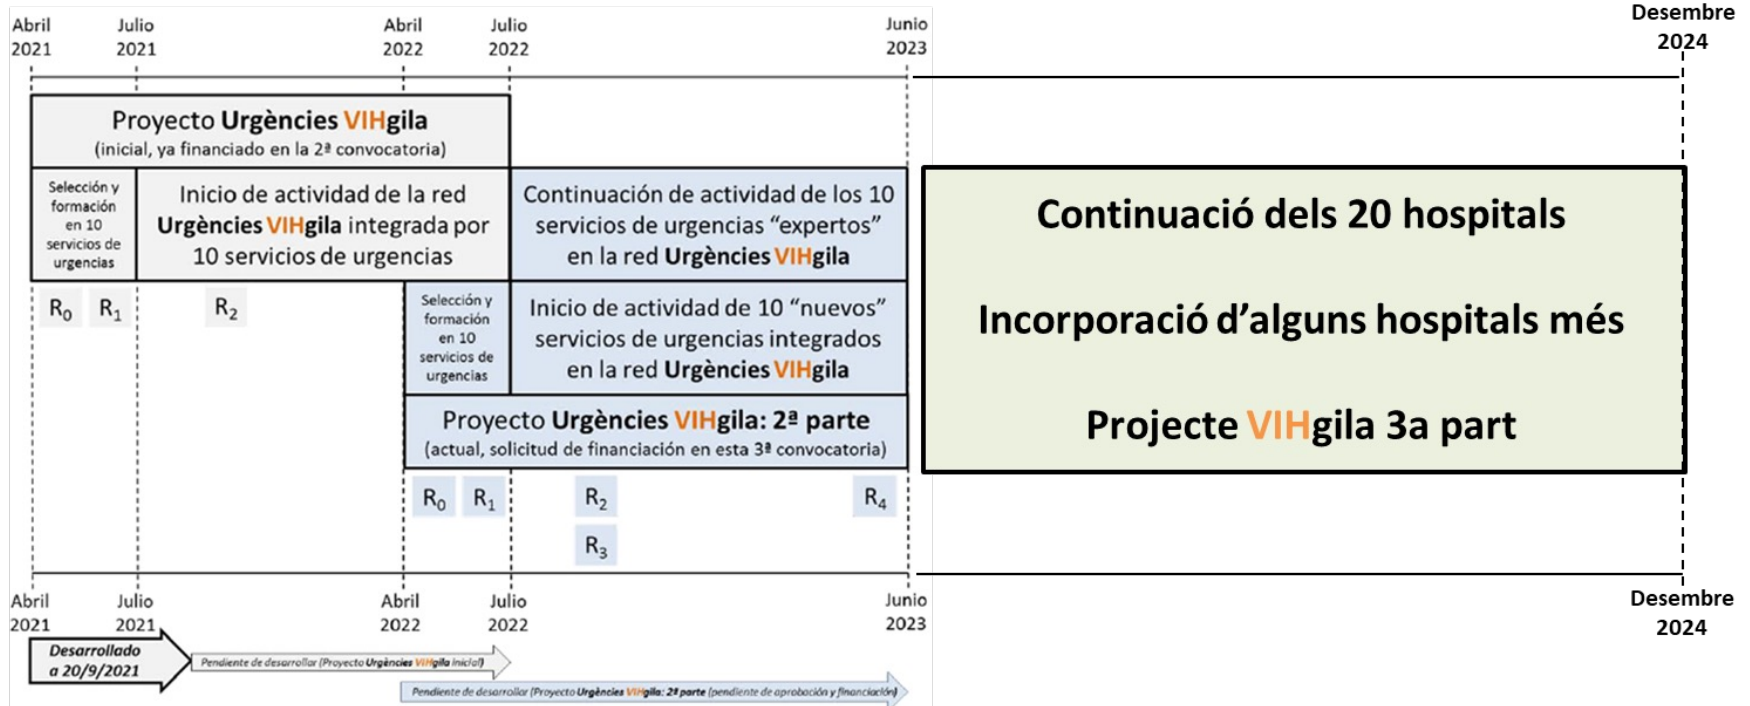 Abril
2021
Julio
2021
Abril
2022
Julio
2022
Junio
2023
Desembre
2024
Proyecto Urgències VIHgila
(inicial, ya financiado en la 2ª convocatoria)
Selección y
formación
en 10
servicios de
urgencias
Inicio de actividad de la red
Urgències VIHgila integrada por
10 servicios de urgencias
Continuación de actividad de los 10
servicios de urgencias “expertos”
en la red Urgències VIHgila
R0
R1
R2
Selección y
formación
en 10
servicios de
urgencias
Inicio de actividad de 10 “nuevos”
servicios de urgencias integrados
en la red Urgències VIHgila
Proyecto Urgències VIHgila: 2ª parte
(actual, solicitud de financiación en esta 3ª convocatoria)
R0
R1
R2
R3
R4
Continuació dels 20 hospitals
Incorporació d’alguns hospitals més
Projecte VIHgila 3a part
Abril
2021
Julio
2021
Abril
2022
Julio
2022
Junio
2023
Desembre
2024
Desarrollado
a 20/9/2021
Pendiente de desarrollar (Proyecto Urgències VIHgila inicial)
Pendiente de desarrollar (Proyecto Urgències VIHgila: 2ª parte (pendiente de aprobación y financiación)